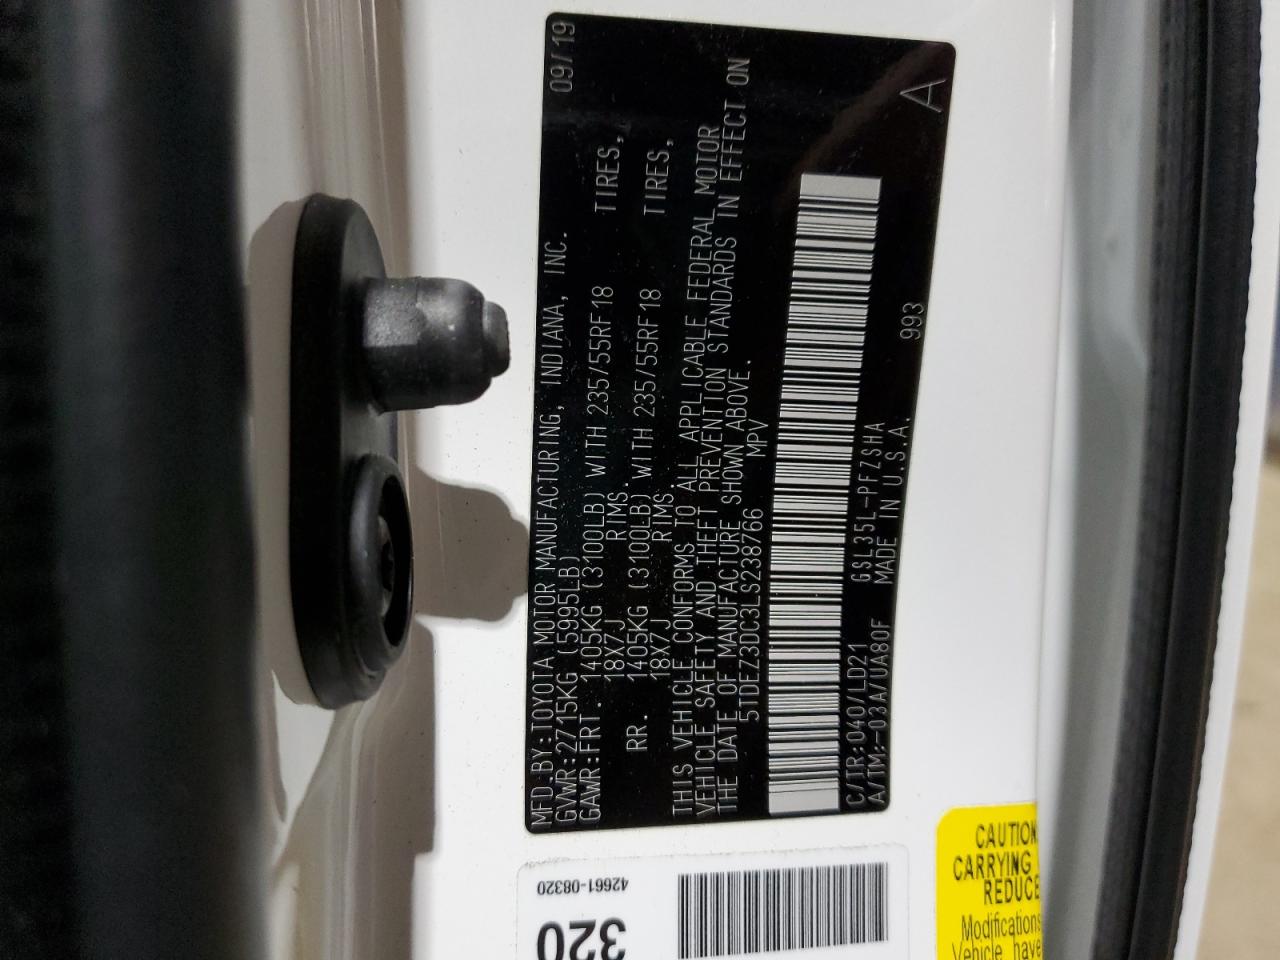 MFD.BY:TOYOTA MOTOR MANUFACTURING, INDIANA, INC. 09/19
GVWR:2715KG (5995LB)
GAWR:FRT. 1405KG (3100LB) WITH 235/55RF18 TIRES,
18X7J RIMS.
RR. 1405KG (3100LB) WITH 235/55RF18 TIRES,
18X7J RIMS.
THIS VEHICLE CONFORMS TO ALL APPLICABLE FEDERAL MOTOR
VEHICLE SAFETY AND THEFT PREVENTION STANDARDS IN EFFECT ON
THE DATE OF MANUFACTURE SHOWN ABOVE.
5TDEZ3DC3LS238766 MPV
C/TR:040/LD21 GSL35L-PFZSHA A
A/TM:-03A/UA80F MADE IN U.S.A. 993
42661-08320
320
CAUTION
CARRYING
REDUCE
Modifications
Vehicle have